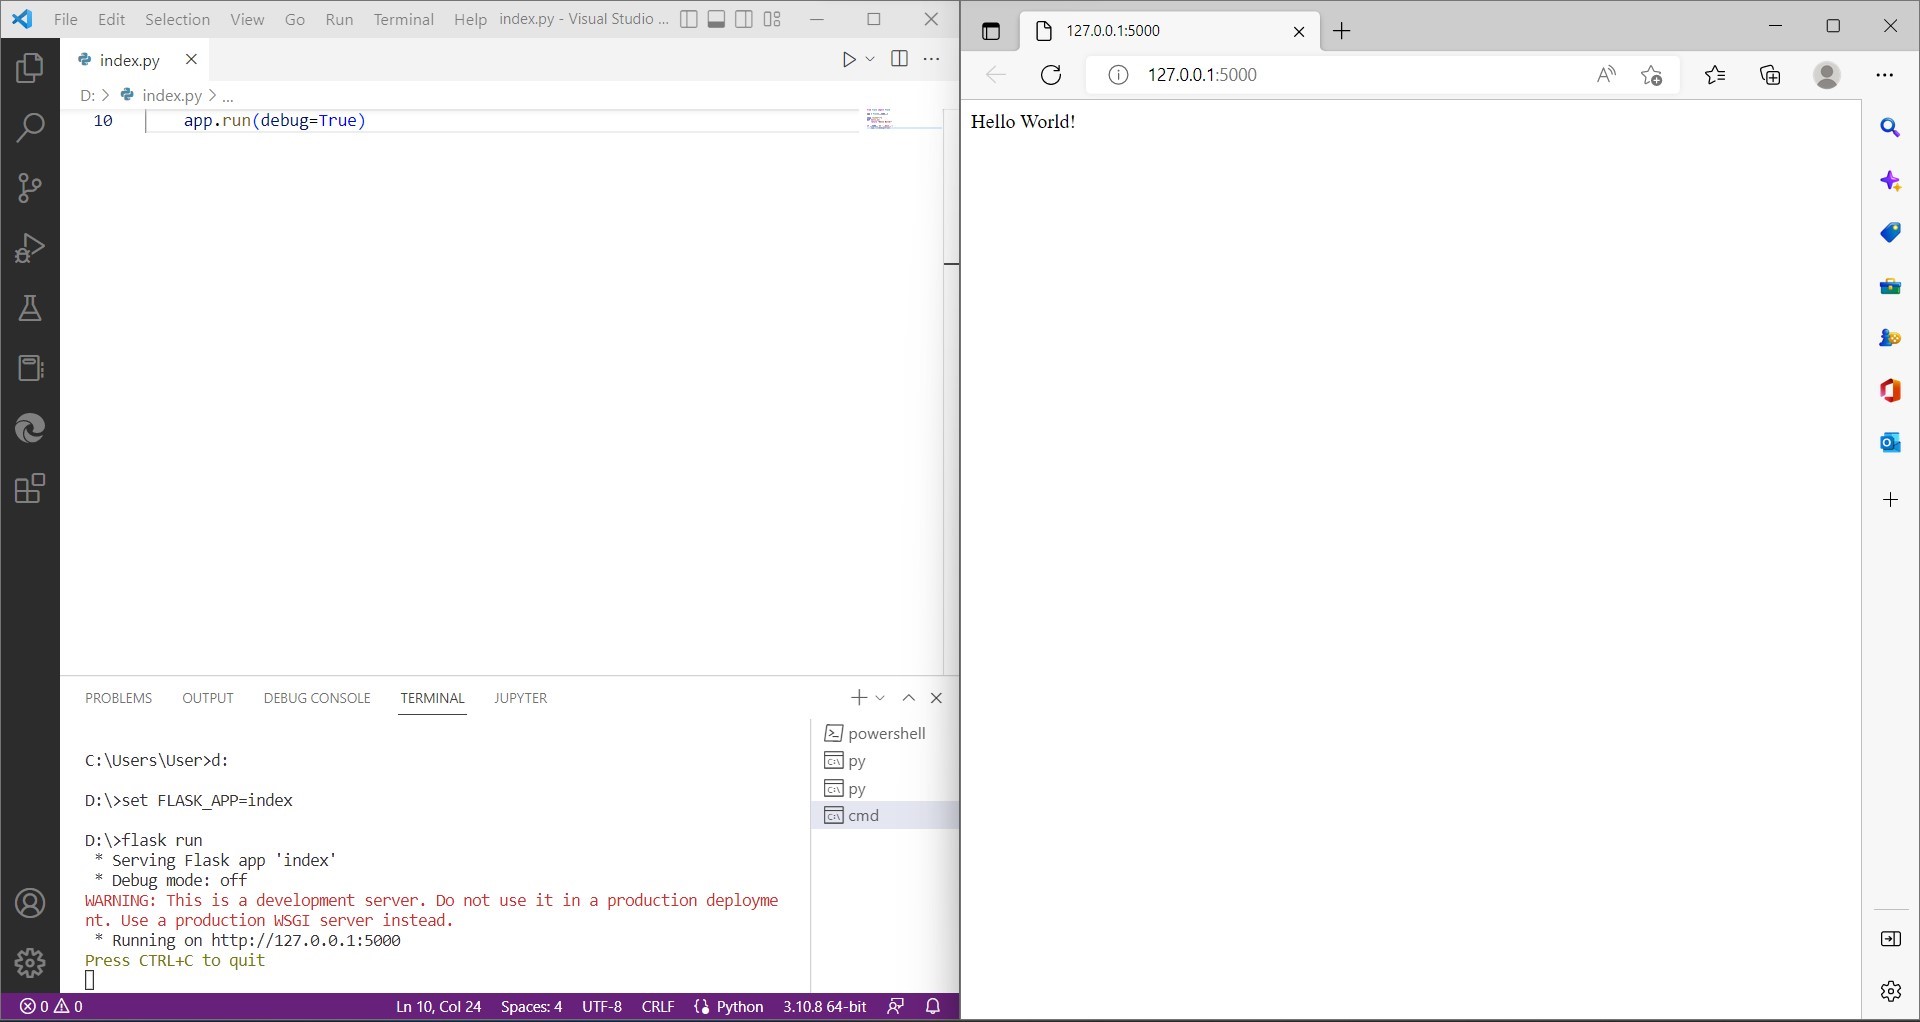 File Edit Selection View Go Run Terminal Help index.py - Visual Studio ...
index.py
D: > index.py > ...
10 app.run(debug=True)
PROBLEMS OUTPUT DEBUG CONSOLE TERMINAL JUPYTER
C:\Users\User>d:
D:\>set FLASK_APP=index
D:\>flask run
* Serving Flask app 'index'
* Debug mode: off
WARNING: This is a development server. Do not use it in a production deployme
nt. Use a production WSGI server instead.
* Running on http://127.0.0.1:5000
Press CTRL+C to quit
powershell
py
py
cmd
0 0 Ln 10, Col 24 Spaces: 4 UTF-8 CRLF Python 3.10.8 64-bit
127.0.0.1:5000
127.0.0.1:5000
Hello World!